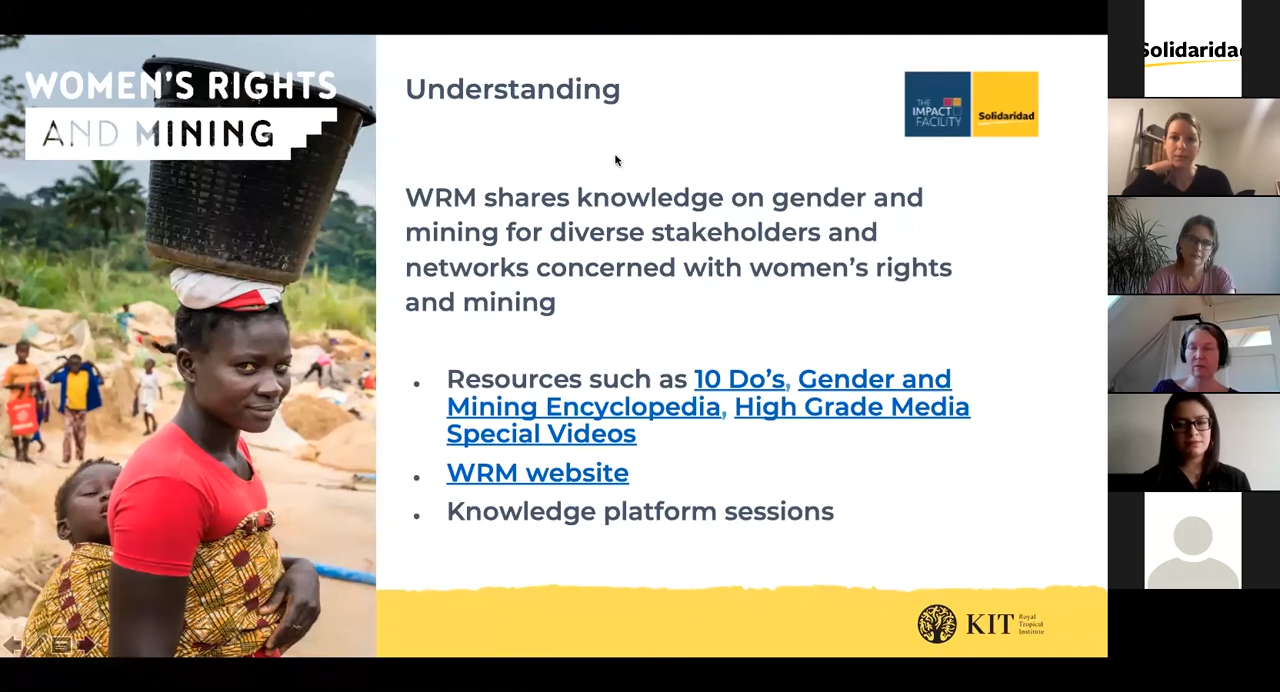 WOMEN'S RIGHTS
AND MINING
Understanding
THE
IMPACT
FACILITY
Solidaridad
WRM shares knowledge on gender and
mining for diverse stakeholders and
networks concerned with women's rights
and mining
• Resources such as 10 Do's, Gender and
Mining Encyclopedia, High Grade Media
Special Videos
• WRM website
• Knowledge platform sessions
KIT
Royal
Tropical
Institute
Solidaridad